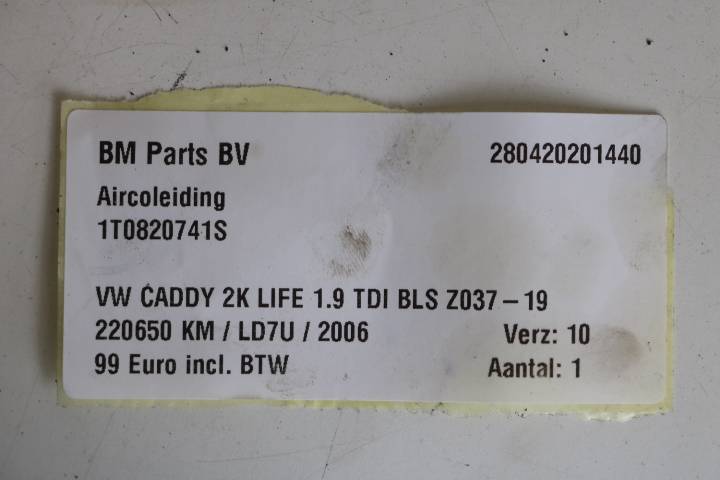 BM Parts BV 280420201440
Aircoleiding
1T0820741S
VW CADDY 2K LIFE 1.9 TDI BLS Z037 – 19
220650 KM / LD7U / 2006 Verz: 10
99 Euro incl. BTW Aantal: 1